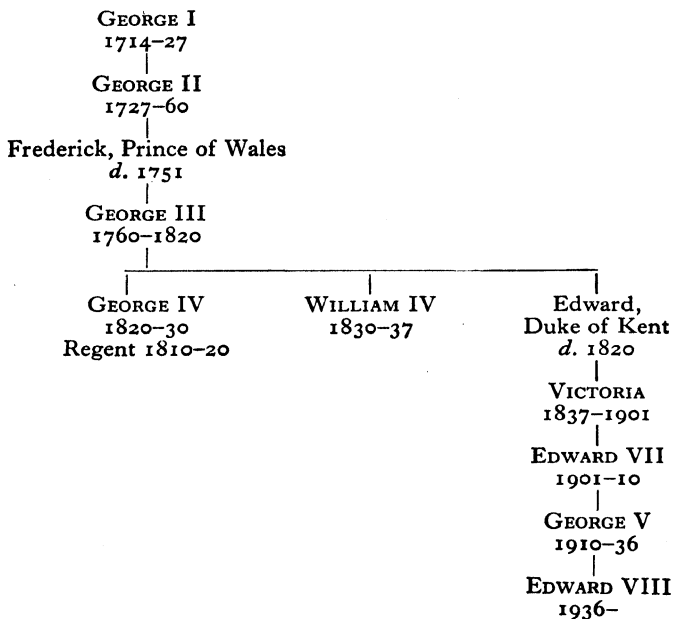 GEORGE I
1714–27
GEORGE II
1727–60
Frederick, Prince of Wales
d. 1751
GEORGE III
1760–1820
GEORGE IV
1820–30
Regent 1810–20
WILLIAM IV
1830–37
Edward,
Duke of Kent
d. 1820
VICTORIA
1837–1901
EDWARD VII
1901–10
GEORGE V
1910–36
EDWARD VIII
1936–